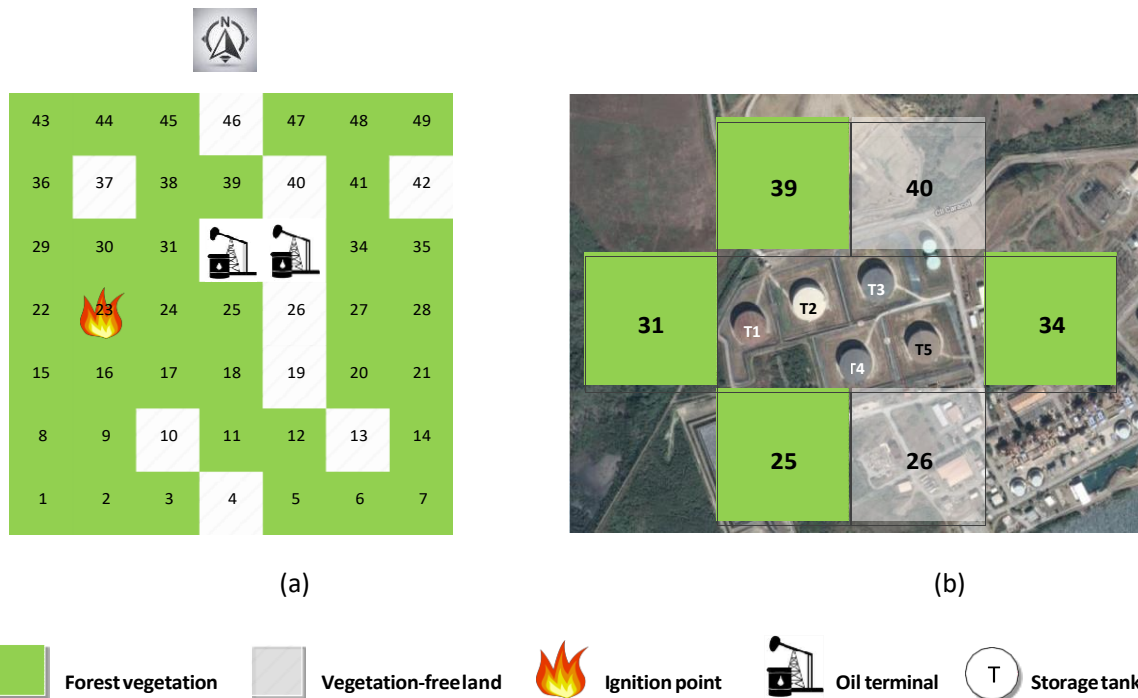 N
43 44 45 46 47 48 49
36 37 38 39 40 41 42
29 30 31 34 35
22 23 24 25 26 27 28
15 16 17 18 19 20 21
8 9 10 11 12 13 14
1 2 3 4 5 6 7
39 40
31 34
T1 T2 T3
T4 T5
25 26
(a) (b)
Forest vegetation Vegetation-free land Ignition point Oil terminal T Storage tank